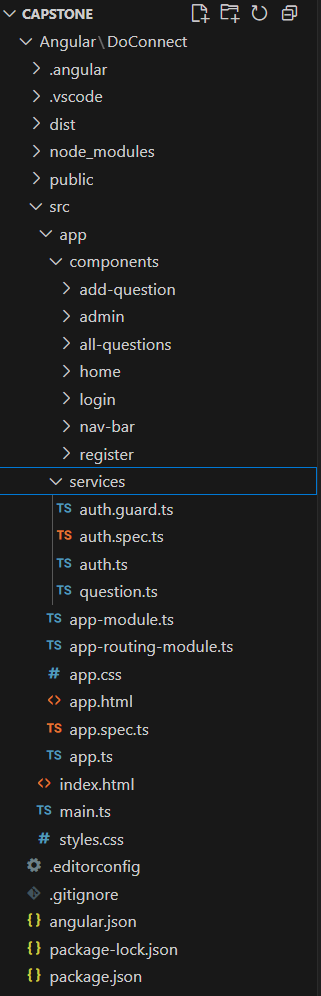 CAPSTONE
Angular\DoConnect
.angular
.vscode
dist
node_modules
public
src
app
components
add-question
admin
all-questions
home
login
nav-bar
register
services
TS auth.guard.ts
TS auth.spec.ts
TS auth.ts
TS question.ts
TS app-module.ts
TS app-routing-module.ts
# app.css
<> app.html
TS app.spec.ts
TS app.ts
<> index.html
TS main.ts
# styles.css
.editorconfig
.gitignore
{} angular.json
{} package-lock.json
{} package.json